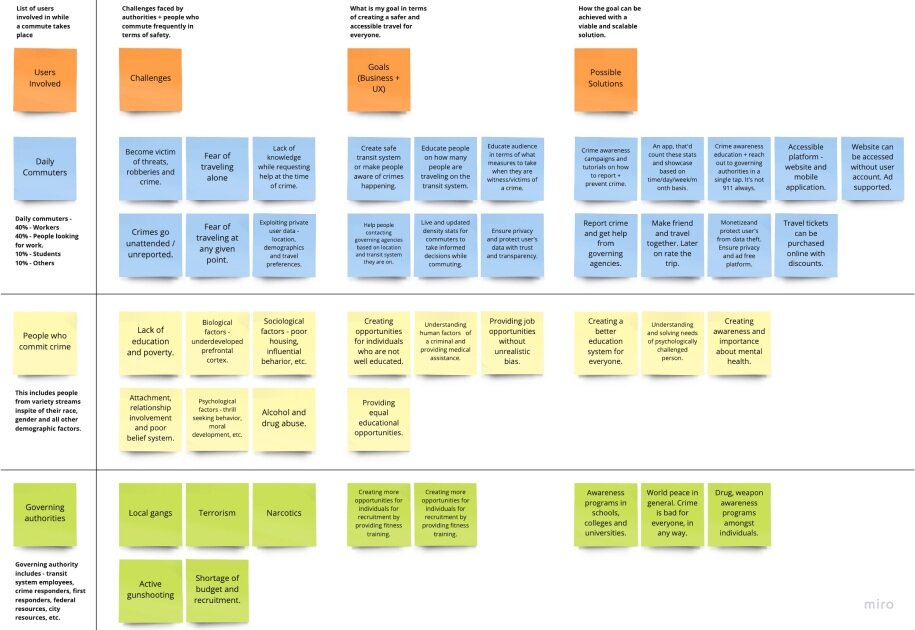 List of users
involved in while
a commute takes
place
Challenges faced by
authorities + people who
commute frequently in
terms of safety.
What is my goal in terms
of creating a safer and
accessible travel for
everyone.
How the goal can be
achieved with a
viable and scalable
solution.
Users
Involved
Challenges
Goals
(Business +
UX)
Possible
Solutions
Daily
Commuters
Become victim
of threats,
robberies and
crime.
Fear of
traveling
alone
Lack of
knowledge
while requesting
help at the time
of crime.
Create safe
transit system
or make people
aware of crimes
happening.
Educate people
on how many
people are
traveling on the
transit system.
Educate audience
in terms of what
measures to take
when they are
witness/victims of
a crime.
Crime awareness
campaigns and
tutorials on how
to report +
prevent crime.
An app, that'd
count these stats
and showcase
based on
time/day/week/m
onth basis.
Crime awareness
education + reach
out to governing
authorities in a
single tap. It's not
911 always.
Accessible
platform -
website and
mobile
application.
Website can
be accessed
without user
account. Ad
supported.
Daily commuters -
40% - Workers
40% - People looking
for work.
10% - Students
10% - Others
Crimes go
unattended /
unreported.
Fear of
traveling at
any given
point.
Exploiting private
user data -
location,
demographics
and travel
preferences.
Help people
contacting
governing agencies
based on location
and transit system
they are on.
Live and updated
density stats for
commuters to
take informed
decisions while
commuting.
Ensure privacy
and protect user's
data with trust
and transparency.
Report crime
and get help
from
governing
agencies.
Make friend
and travel
together. Later
on rate the
trip.
Monetizeand
protect user's
from data theft.
Ensure privacy
and ad free
platform.
Travel tickets
can be
purchased
online with
discounts.
People who
commit crime
Lack of
education
and poverty.
Biological
factors -
underdeveloped
prefrontal
cortex.
Sociological
factors - poor
housing,
influential
behavior, etc.
Creating
opportunities
for individuals
who are not
well educated.
Understanding
human factors of
a criminal and
providing medical
assistance.
Providing job
opportunities
without
unrealistic
bias.
Creating a
better
education
system for
everyone.
Understanding
and solving needs
of psychologically
challenged
person.
Creating
awareness and
importance
about mental
health.
This includes people
from variety streams
inspite of their race,
gender and all other
demographic factors.
Attachment,
relationship
involvement
and poor
belief system.
Psychological
factors - thrill
seeking behavior,
moral
development, etc.
Alcohol and
drug abuse.
Providing
equal
educational
opportunities.
Governing
authorities
Local gangs
Terrorism
Narcotics
Creating more
opportunities for
individuals for
recruitment by
providing fitness
training.
Creating more
opportunities for
individuals for
recruitment by
providing fitness
training.
Awareness
programs in
schools,
colleges and
universities.
World peace in
general. Crime
is bad for
everyone, in
any way.
Drug, weapon
awareness
programs
amongst
individuals.
Governing authority
includes - transit
system employees,
crime responders, first
responders, federal
resources, city
resources, etc.
Active
gunshooting
Shortage of
budget and
recruitment.
miro